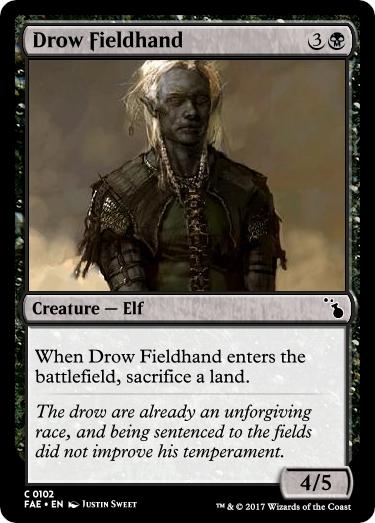 Drow Fieldhand 3
Creature — Elf
When Drow Fieldhand enters the
battlefield, sacrifice a land.
The drow are already an unforgiving
race, and being sentenced to the fields
did not improve his temperament.
4/5
C 0102
FAE • EN Justin Sweet
™ & © 2017 Wizards of the Coast